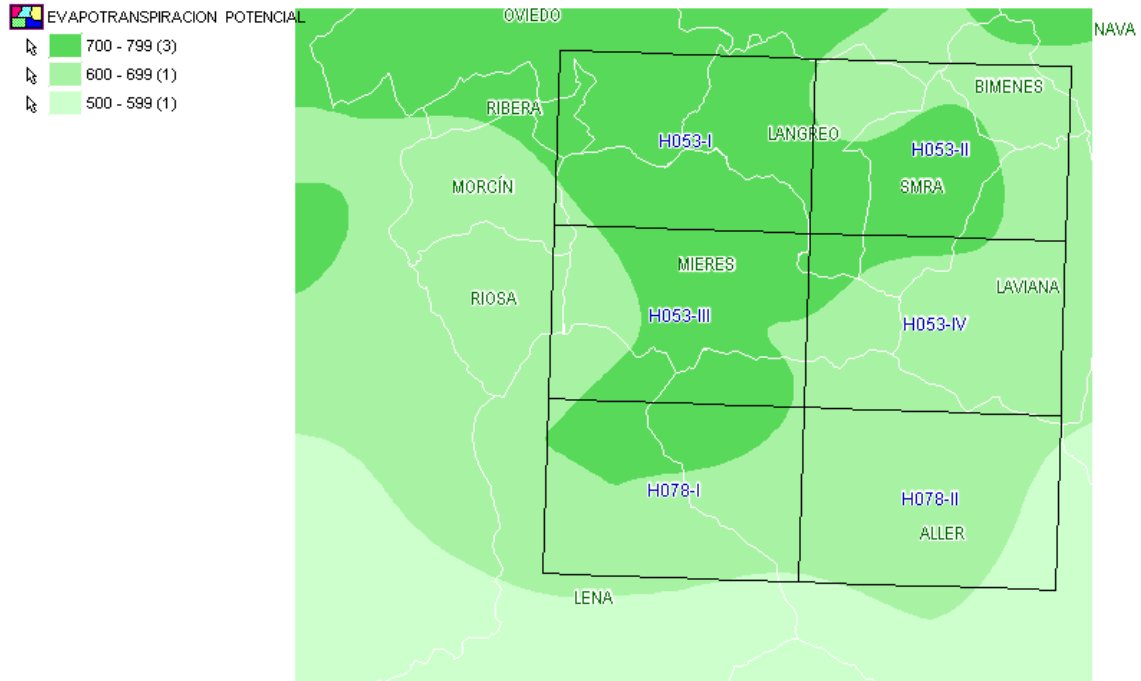 EVAPOTRANSPIRACION POTENCIAL
700 - 799 (3)
600 - 699 (1)
500 - 599 (1)
OVIEDO
NAVA
BIMENES
RIBERA
LANGREO
H053-I
H053-II
MORCÍN
SMRA
MIERES
LAVIANA
RIOSA
H053-III
H053-IV
H078-I
H078-II
ALLER
LENA